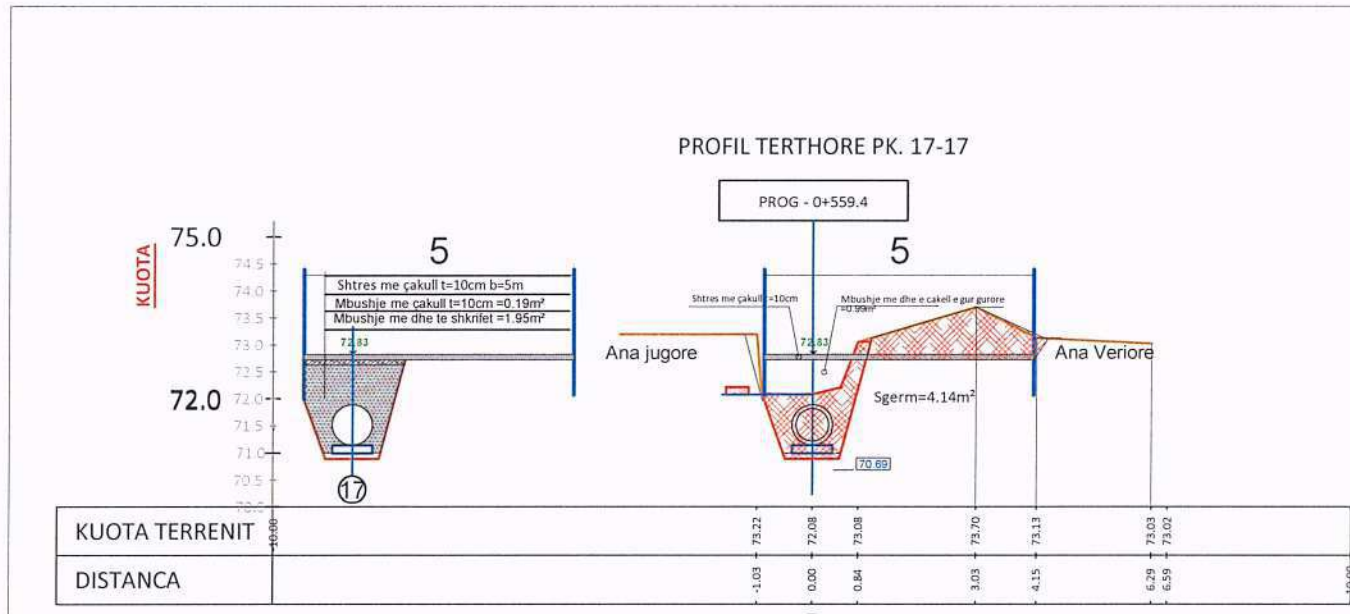 PROFIL TERTHORE PK. 17-17
PROG - 0+559.4
KUOTA
75.0
74.5
74.0
73.5
73.0
72.5
72.0
71.5
71.0
70.5
5
Shtres me çakull t=10cm b=5m
Mbushje me çakull t=10cm =0.19m²
Mbushje me dhe te shkrifet =1.95m²
72.83
17
5
Shtres me çakull t=10cm
Mbushje me dhe e cakell e gur gurore
=0.99m²
72.83
Ana jugore
Ana Veriore
Sgerm=4.14m²
70.69
KUOTA TERRENIT
73.22 72.08 73.08 73.70 73.13 73.03 73.02
DISTANCA
-1.03 0.00 0.84 3.03 4.15 6.29 6.59 10.00